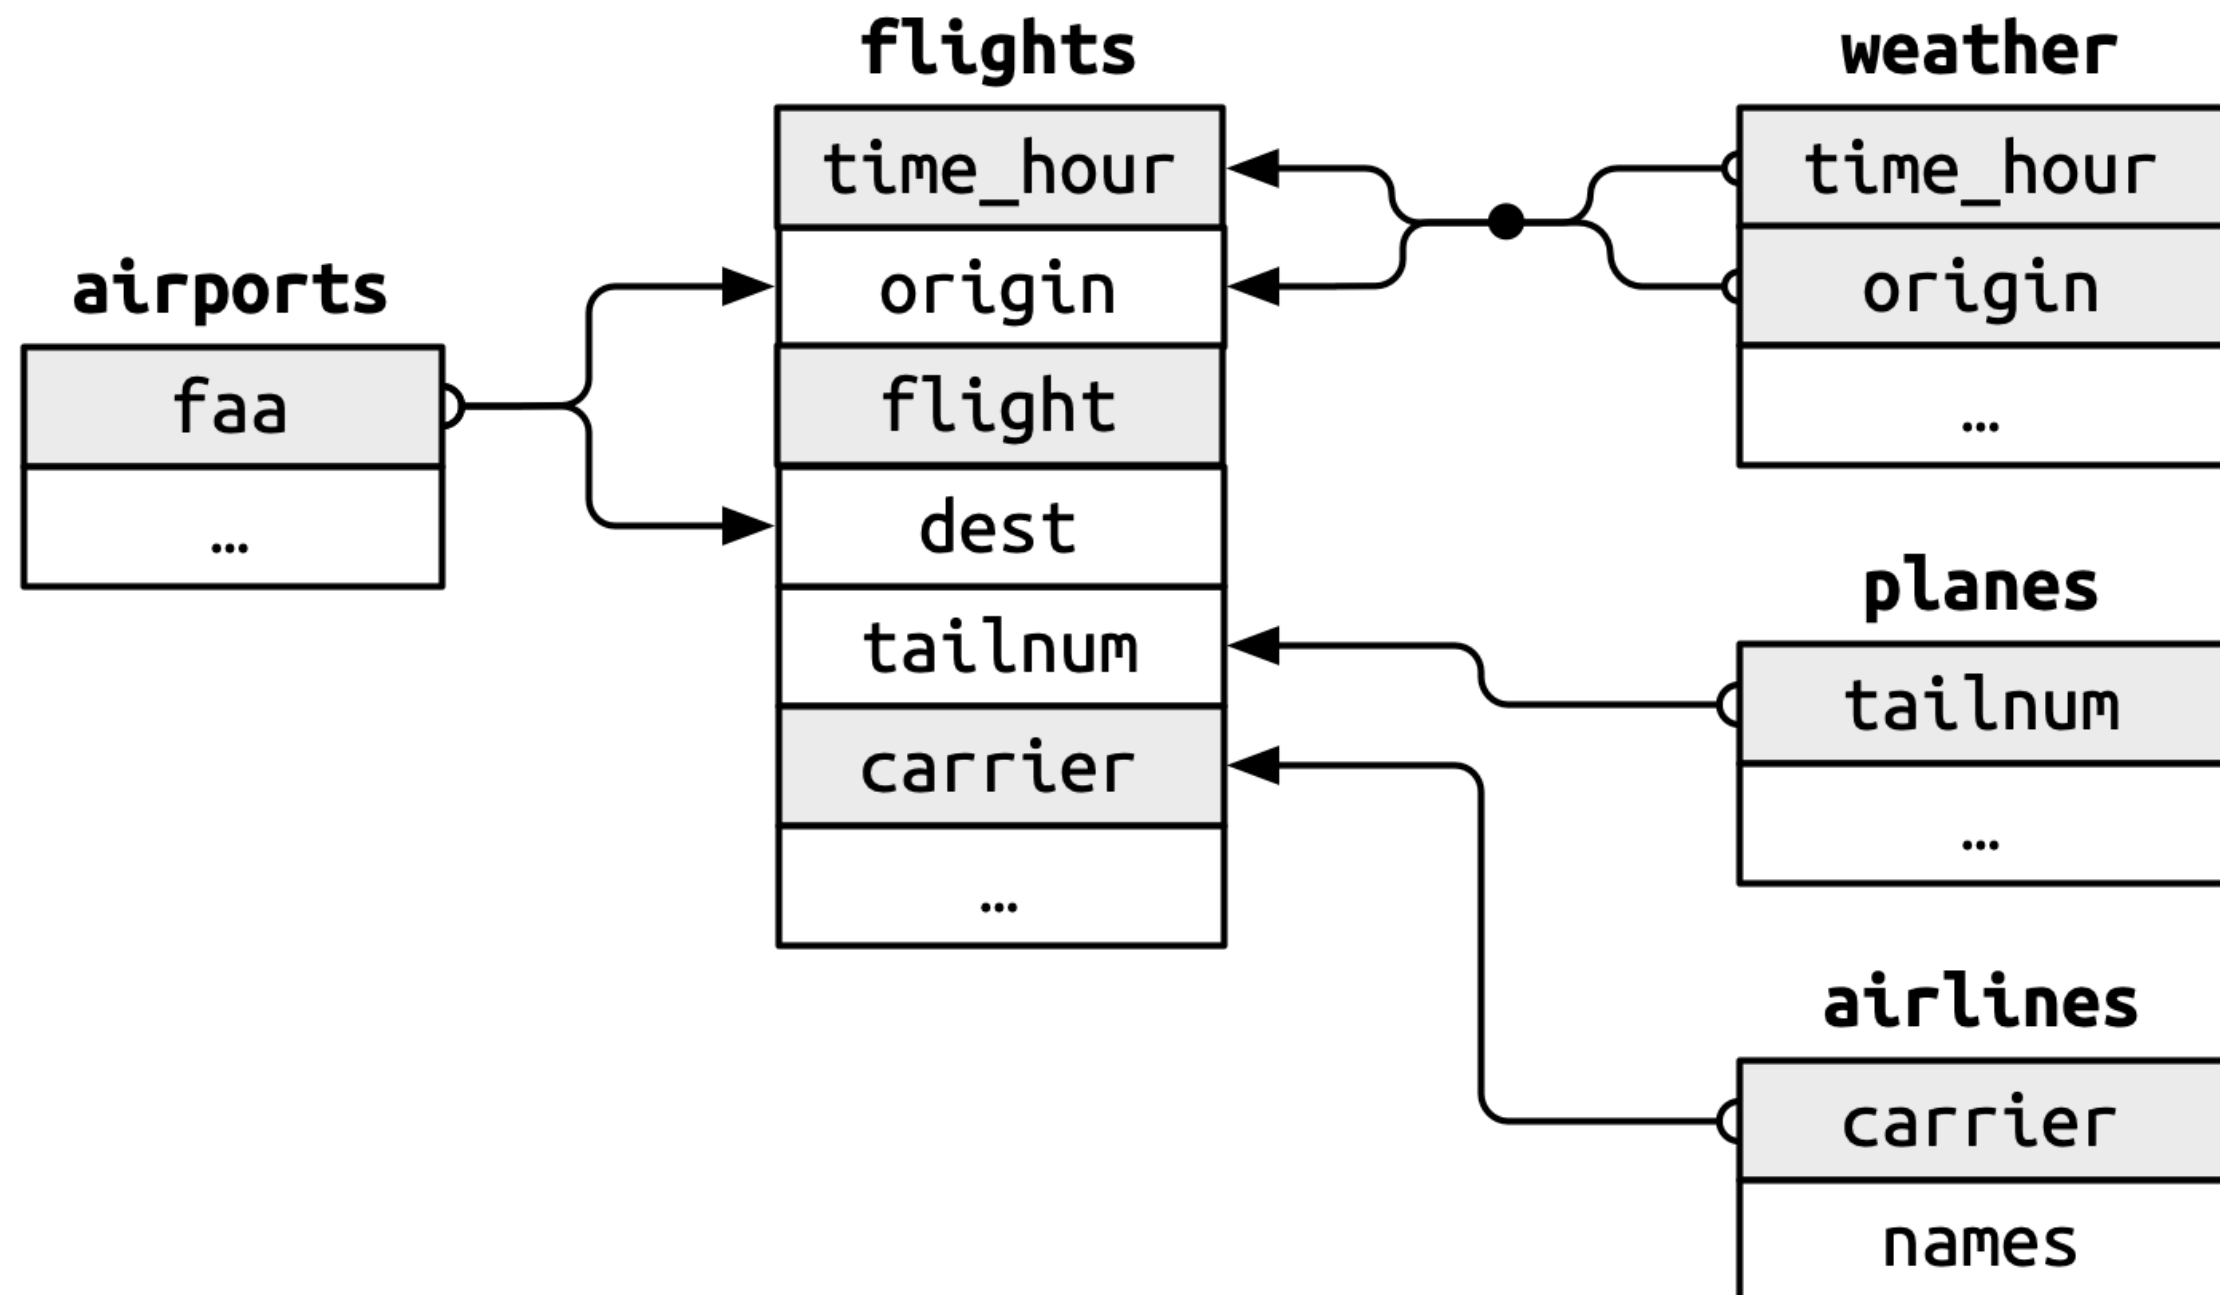 airports
faa
…
flights
time_hour
origin
flight
dest
tailnum
carrier
…
weather
time_hour
origin
…
planes
tailnum
…
airlines
carrier
names